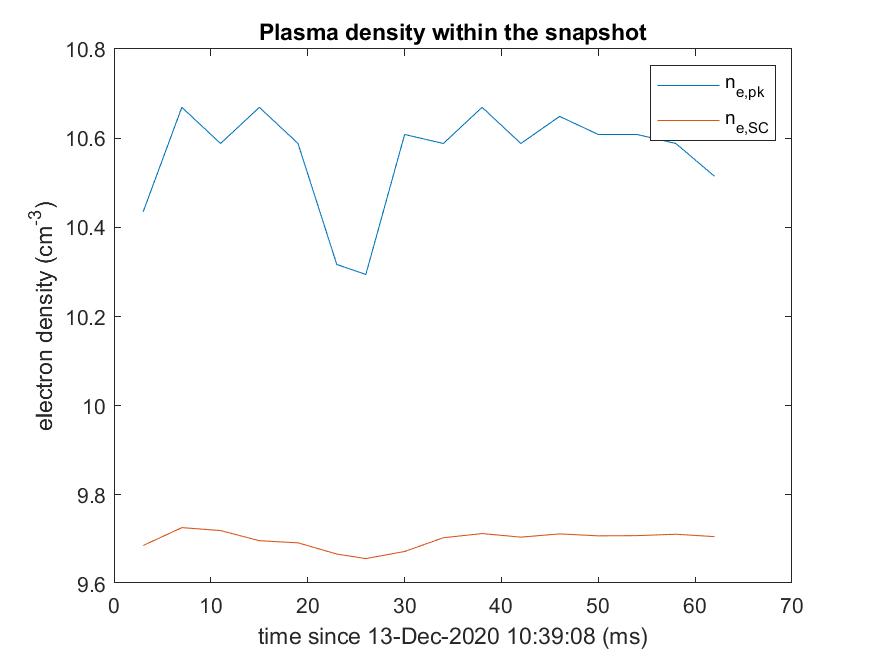 Plasma density within the snapshot
n_e,pk
n_e,SC
10.8
10.6
10.4
10.2
10
9.8
9.6
electron density (cm^-3)
0 10 20 30 40 50 60 70
time since 13-Dec-2020 10:39:08 (ms)